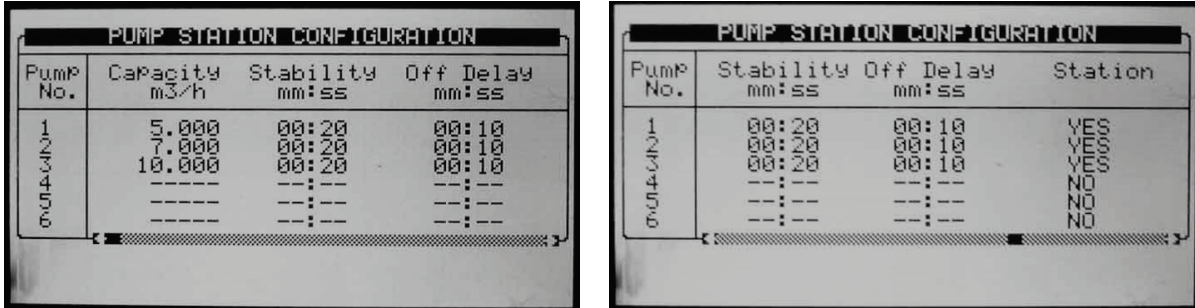 PUMP STATION CONFIGURATION
Pump Capacity Stability Off Delay
No. m3/h mm:ss mm:ss
1 5.000 00:20 00:10
2 7.000 00:20 00:10
3 10.000 00:20 00:10
4 ----- --:-- --:--
5 ----- --:-- --:--
6 ----- --:-- --:--
PUMP STATION CONFIGURATION
Pump Stability Off Delay Station
No. mm:ss mm:ss
1 00:20 00:10 YES
2 00:20 00:10 YES
3 00:20 00:10 YES
4 --:-- --:-- NO
5 --:-- --:-- NO
6 --:-- --:-- NO